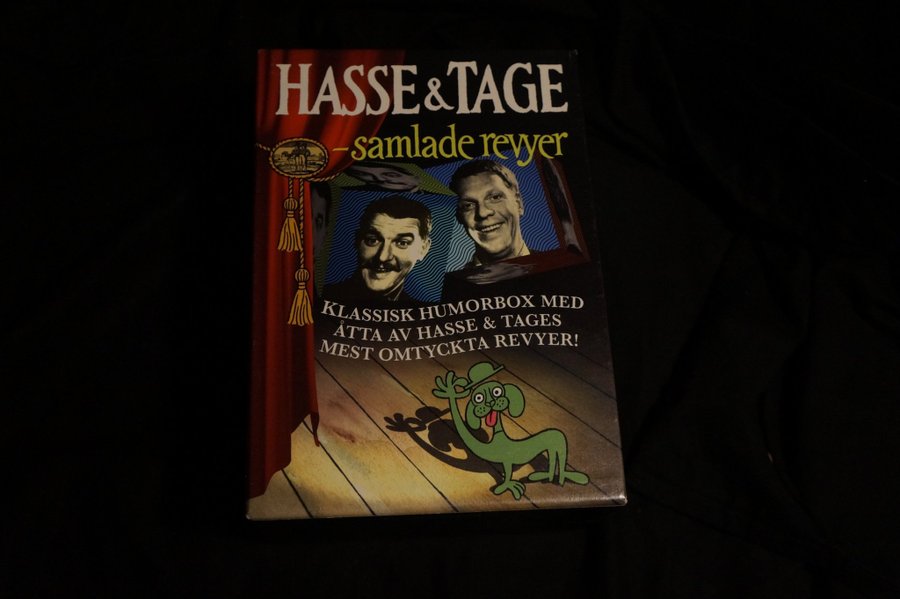 HASSE & TAGE
– samlade revyer
KLASSISK HUMORBOX MED
ÅTTA AV HASSE & TAGES
MEST OMTYCKTA REVYER!